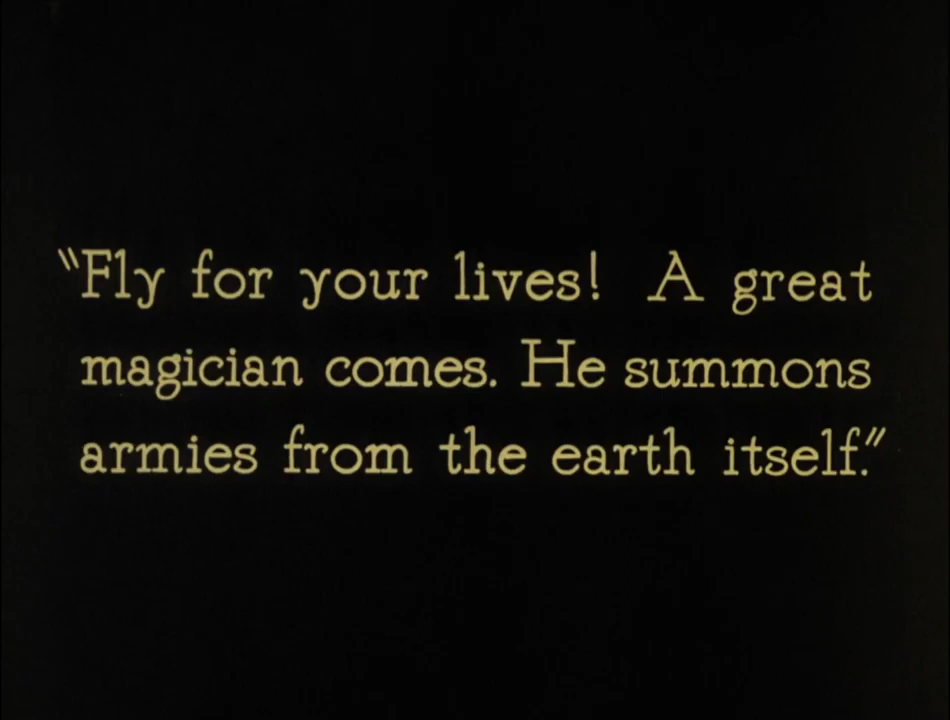 "Fly for your lives! A great
magician comes. He summons
armies from the earth itself."